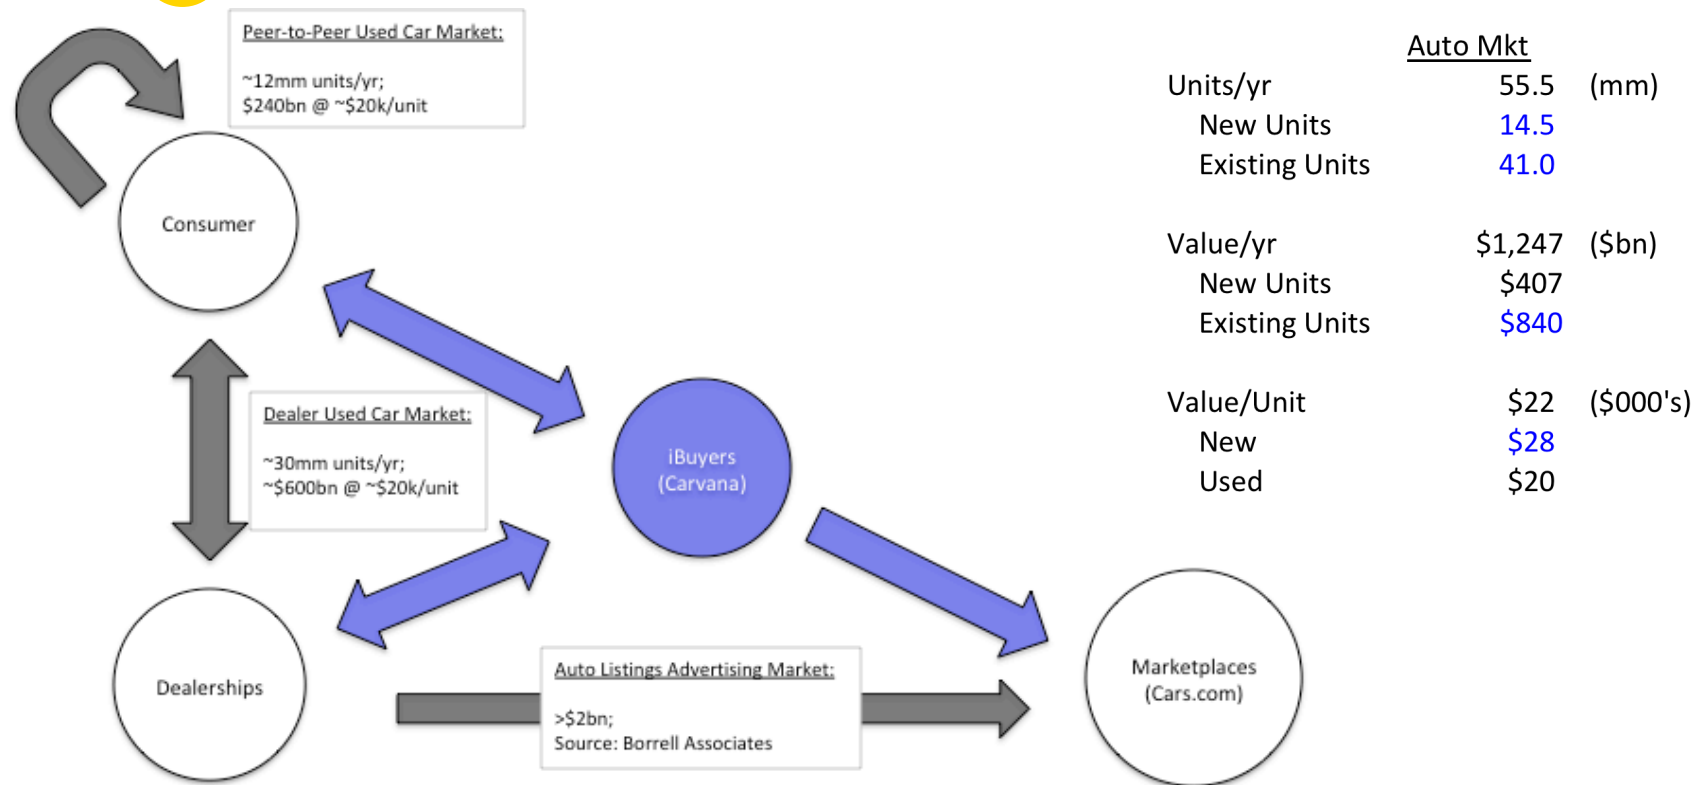 Peer-to-Peer Used Car Market:
~12mm units/yr;
$240bn @ ~$20k/unit
Consumer
Dealer Used Car Market:
~30mm units/yr;
~$600bn @ ~$20k/unit
iBuyers
(Carvana)
Dealerships
Auto Listings Advertising Market:
>$2bn;
Source: Borrell Associates
Marketplaces
(Cars.com)
Auto Mkt
Units/yr 55.5 (mm)
New Units 14.5
Existing Units 41.0
Value/yr $1,247 ($bn)
New Units $407
Existing Units $840
Value/Unit $22 ($000's)
New $28
Used $20